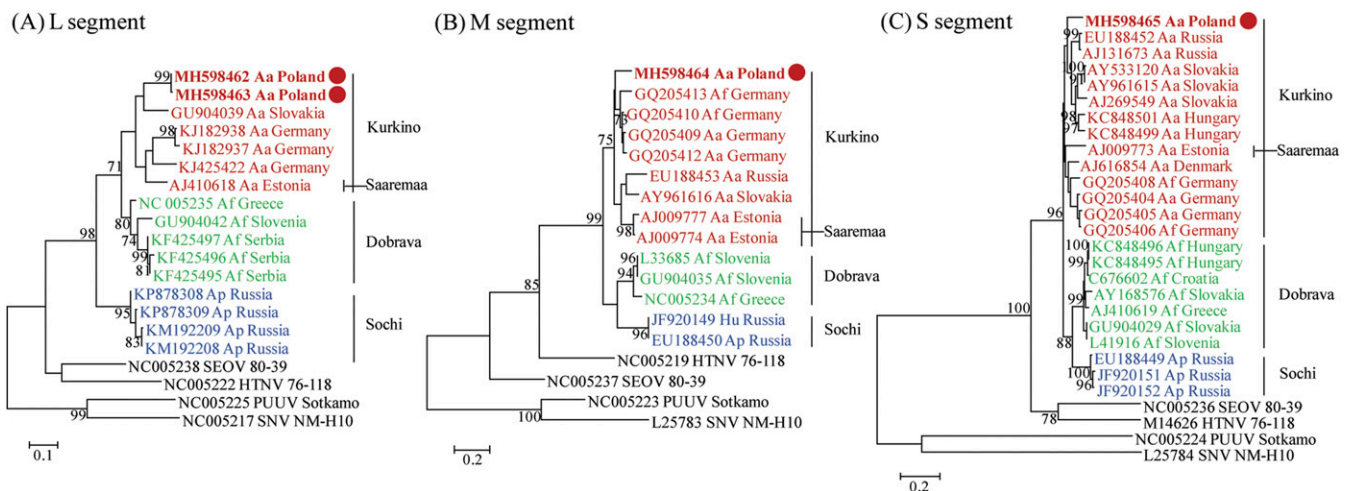 (A) L segment
99
MH598462 Aa Poland
MH598463 Aa Poland
GU904039 Aa Slovakia
98
KJ182938 Aa Germany
KJ182937 Aa Germany
71
KJ425422 Aa Germany
AJ410618 Aa Estonia
Kurkino
Saaremaa
NC 005235 Af Greece
80
GU904042 Af Slovenia
74
KF425497 Af Serbia
99
KF425496 Af Serbia
81
KF425495 Af Serbia
Dobrava
98
KP878308 Ap Russia
95
KP878309 Ap Russia
KM192209 Ap Russia
83
KM192208 Ap Russia
Sochi
NC005238 SEOV 80-39
NC005222 HTNV 76-118
NC005225 PUUV Sotkamo
99
NC005217 SNV NM-H10
0.1
(B) M segment
MH598464 Aa Poland
GQ205413 Af Germany
73
GQ205410 Af Germany
75
GQ205409 Aa Germany
GQ205412 Aa Germany
EU188453 Aa Russia
AY961616 Aa Slovakia
99
AJ009777 Aa Estonia
98
AJ009774 Aa Estonia
Kurkino
Saaremaa
96
L33685 Af Slovenia
94
GU904035 Af Slovenia
NC005234 Af Greece
Dobrava
85
JF920149 Hu Russia
96
EU188450 Ap Russia
Sochi
NC005219 HTNV 76-118
NC005237 SEOV 80-39
NC005223 PUUV Sotkamo
100
L25783 SNV NM-H10
0.2
(C) S segment
MH598465 Aa Poland
99
EU188452 Aa Russia
AJ131673 Aa Russia
100
AY533120 Aa Slovakia
AY961615 Aa Slovakia
AJ269549 Aa Slovakia
98
KC848501 Aa Hungary
97
KC848499 Aa Hungary
AJ009773 Aa Estonia
AJ616854 Aa Denmark
GQ205408 Af Germany
GQ205404 Aa Germany
96
GQ205405 Aa Germany
GQ205406 Af Germany
Kurkino
Saaremaa
100
KC848496 Af Hungary
99
KC848495 Af Hungary
C676602 Af Croatia
AY168576 Af Slovakia
99
AJ410619 Af Greece
GU904029 Af Slovakia
88
L41916 Af Slovenia
Dobrava
100
EU188449 Ap Russia
100
JF920151 Ap Russia
96
JF920152 Ap Russia
Sochi
NC005236 SEOV 80-39
78
M14626 HTNV 76-118
NC005224 PUUV Sotkamo
L25784 SNV NM-H10
0.2